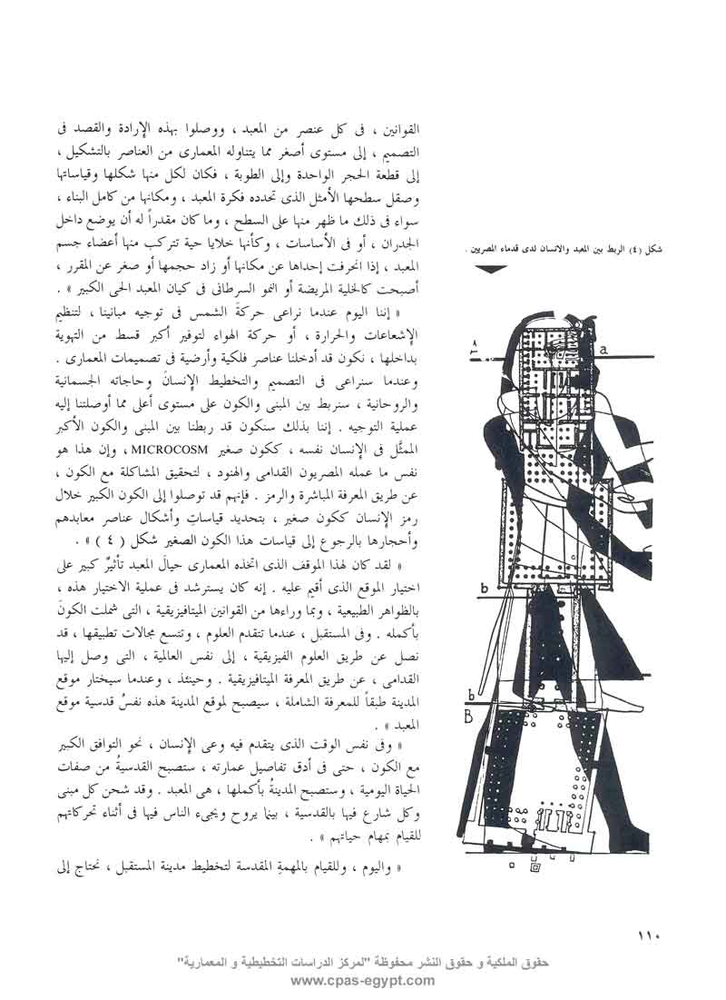 القوانين ، فى كل عنصر من المعبد ، ووصلوا بهذه الإرادة والقصد فى
التصميم ، إلى مستوى أصغر مما يتناوله المعمارى من العناصر بالتشكيل ،
إلى قطعة الحجر الواحدة وإلى الطوبة ، فكان لكل منها شكلها وقياساتها
وصقل سطحها الأمثل الذى تحدده فكرة المعبد ، ومكانها من كامل البناء ،
سواء فى ذلك ما ظهر منها على السطح ، وما كان مقدراً له أن يوضع داخل
الجدران ، أو فى الأساسات ، وكأنها خلايا حية تتركب منها أعضاء جسم
المعبد ، إذا انحرفت إحداها عن مكانها أو زاد حجمها أو صغر عن المقرر ،
أصبحت كالخلية المريضة أو النمو السرطانى فى كيان المعبد الحى الكبير » .
« إننا اليوم عندما نراعى حركةَ الشمس فى توجيه مبانينا ، لتنظيم
الإشعاعات والحرارة ، أو حركة الهواء لتوفير أكبر قسط من التهوية
بداخلها ، نكون قد أدخلنا عناصر فلكية وأرضية فى تصميمات المعمارى .
وعندما سنراعى فى التصميم والتخطيط الإنسانَ وحاجاته الجسمانية
والروحانية ، سنربط بين المبنى والكون على مستوى أعلى مما أوصلتنا إليه
عملية التوجيه . إننا بذلك سنكون قد ربطنا بين المبنى والكون الأكبر
الممثَّل فى الإنسان نفسه ، ككون صغير MICROCOSM ، وإن هذا هو
نفس ما عمله المصريون القدامى والهنود ، لتحقيق المشاكلة مع الكون ،
عن طريق المعرفة المباشرة والرمز . فإنهم قد توصلوا إلى الكون الكبير خلال
رمز الإنسان ككون صغير ، بتحديد قياساتِ وأشكال عناصر معابدهم
وأحجارها بالرجوع إلى قياسات هذا الكون الصغير شكل ( ٤ ) » .
« لقد كان لهذا الموقف الذى اتخذه المعمارى حيالَ المعبد تأثيرٌ كبير على
اختيار الموقع الذى أقيم عليه . إنه كان يسترشد فى عملية الاختيار هذه ،
بالظواهر الطبيعية ، وبما وراءها من القوانين الميتافيزيقية ، التى شملت الكونَ
بأكمله . وفى المستقبل ، عندما تتقدم العلوم ، وتتسع مجالات تطبيقها ، قد
نصل عن طريق العلوم الفيزيقية ، إلى نفس العالمية ، التى وصل إليها
القدامى ، عن طريق المعرفة الميتافيزيقية . وحينئذ ، وعندما سيختار موقع
المدينة طبقاً للمعرفة الشاملة ، سيصبح لموقع المدينة هذه نفسُ قدسية موقع
المعبد » .
« وفى نفس الوقت الذى يتقدم فيه وعى الإنسان ، نحو التوافق الكبير
مع الكون ، حتى فى أدق تفاصيل عمارته ، ستصبح القدسيةُ من صفات
الحياة اليومية ، وستصبح المدينةُ بأكملها ، هى المعبد . وقد شحن كل مبنى
وكل شارع فيها بالقدسية ، بينما يروح ويجىء الناس فيها فى أثناء تحركاتهم
للقيام بمهام حياتهم » .
« واليوم ، وللقيام بالمهمةِ المقدسة لتخطيط مدينة المستقبل ، نحتاج إلى
شكل (٤) الربط بين المعبد والانسان لدى قدماء المصريين .
a
b
b
B
١١٠
حقوق الملكية و حقوق النشر محفوظة "لمركز الدراسات التخطيطية و المعمارية"
www.cpas-egypt.com